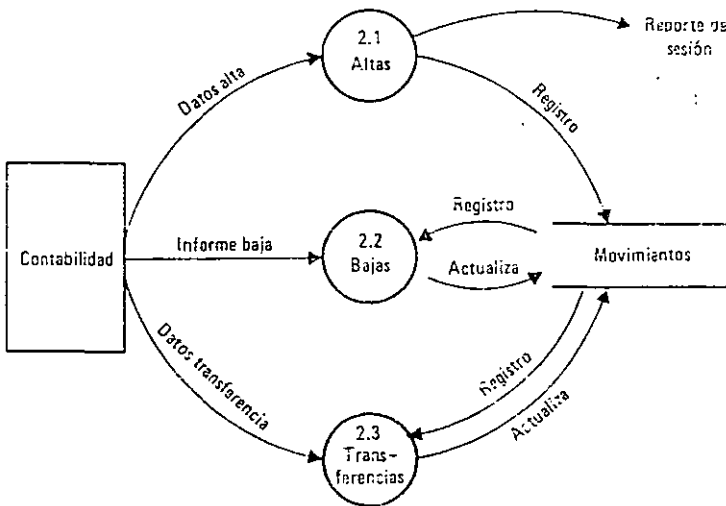 2.1
Altas
Reporte de
sesión
Datos alta
Registro
Contabilidad
Informe baja
2.2
Bajas
Registro
Actualiza
Movimientos
Datos transferencia
Registro
Actualiza
2.3
Trans-
ferencias